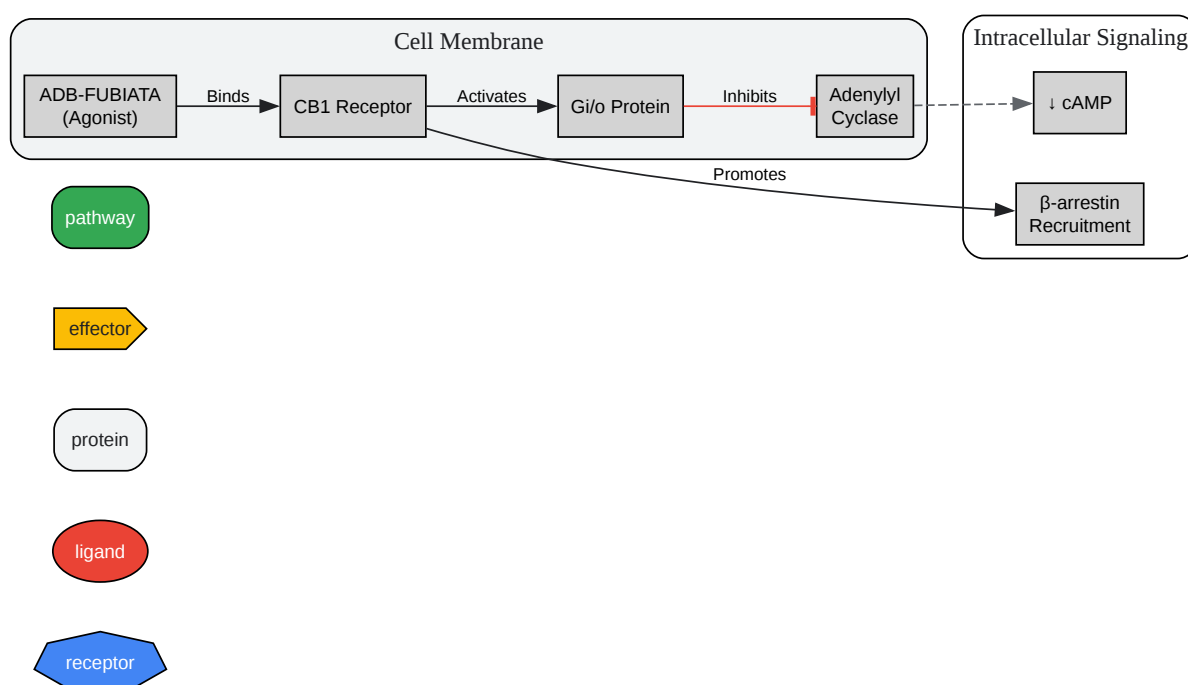 Cell Membrane
Intracellular Signaling
ADB-FUBIATA
(Agonist)
Binds
CB1 Receptor
Activates
Gi/o Protein
Inhibits
Adenylyl
Cyclase
↓ cAMP
Promotes
β-arrestin
Recruitment
pathway
effector
protein
ligand
receptor